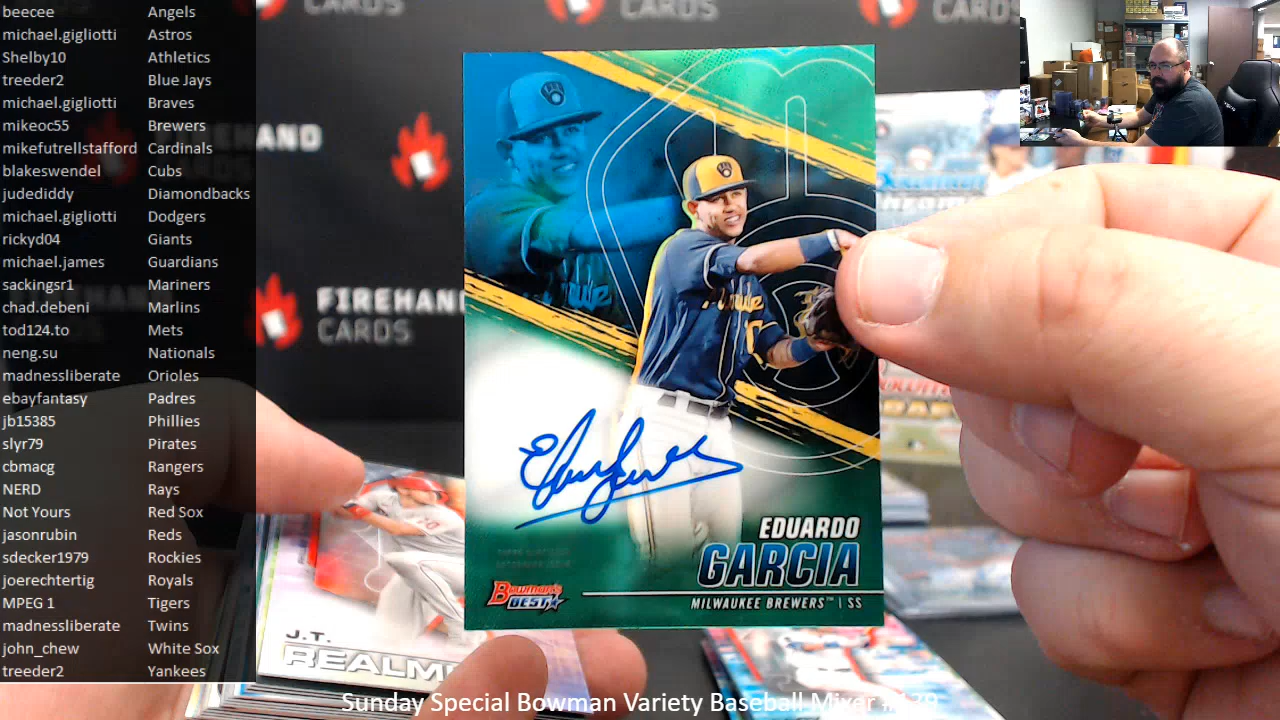 beecee Angels
michael.gigliotti Astros
Shelby10 Athletics
treeder2 Blue Jays
michael.gigliotti Braves
mikeoc55 Brewers
mikefutrellstafford Cardinals
blakeswendel Cubs
judediddy Diamondbacks
michael.gigliotti Dodgers
rickyd04 Giants
michael.james Guardians
sackingsr1 Mariners
chad.debeni Marlins
tod124.to Mets
neng.su Nationals
madnessliberate Orioles
ebayfantasy Padres
jb15385 Phillies
slyr79 Pirates
cbmacg Rangers
NERD Rays
Not Yours Red Sox
jasonrubin Reds
sdecker1979 Rockies
joerechtertig Royals
MPEG 1 Tigers
madnessliberate Twins
john_chew White Sox
treeder2 Yankees
CARDS
CARDS
CARDS
FIREHAND
FIREHAND
CARDS
EDUARDO
GARCIA
MILWAUKEE BREWERS™ | SS
BOWMAN'S
BEST
J.T.
REALM
Sunday Special Bowman Variety Baseball Mixer